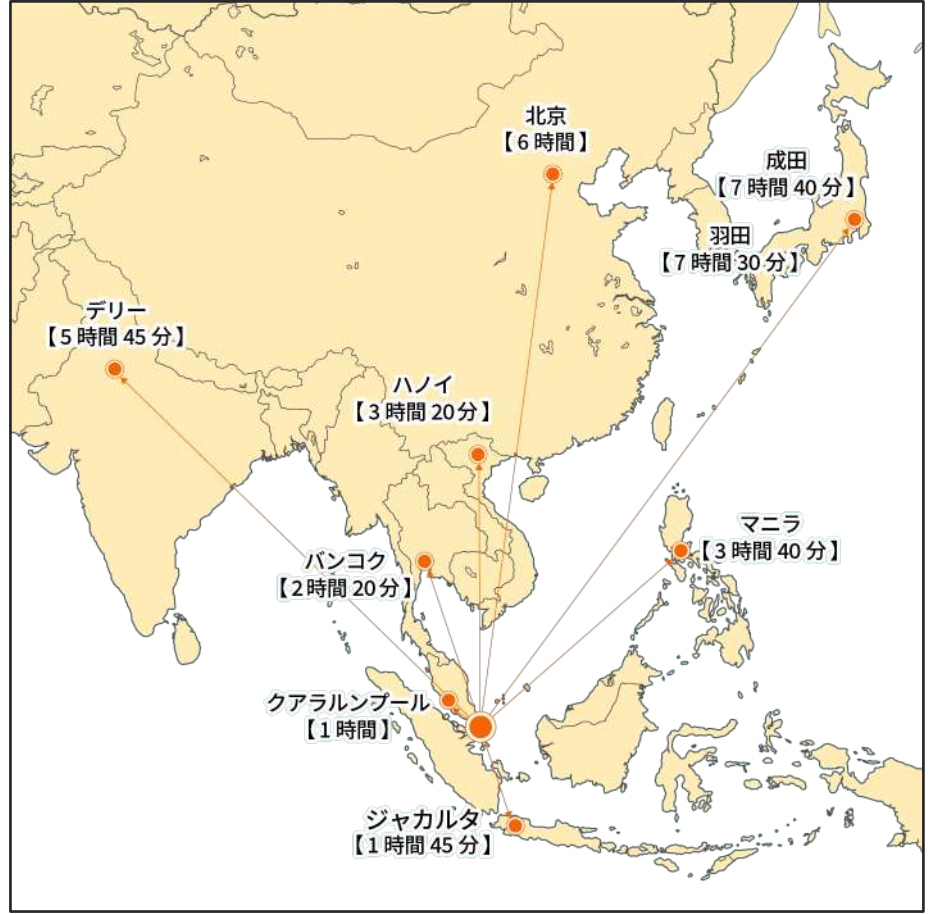 北京
【6時間】
成田
【7時間40分】
羽田
【7時間30分】
デリー
【5時間45分】
ハノイ
【3時間20分】
マニラ
【3時間40分】
バンコク
【2時間20分】
クアラルンプール
【1時間】
ジャカルタ
【1時間45分】